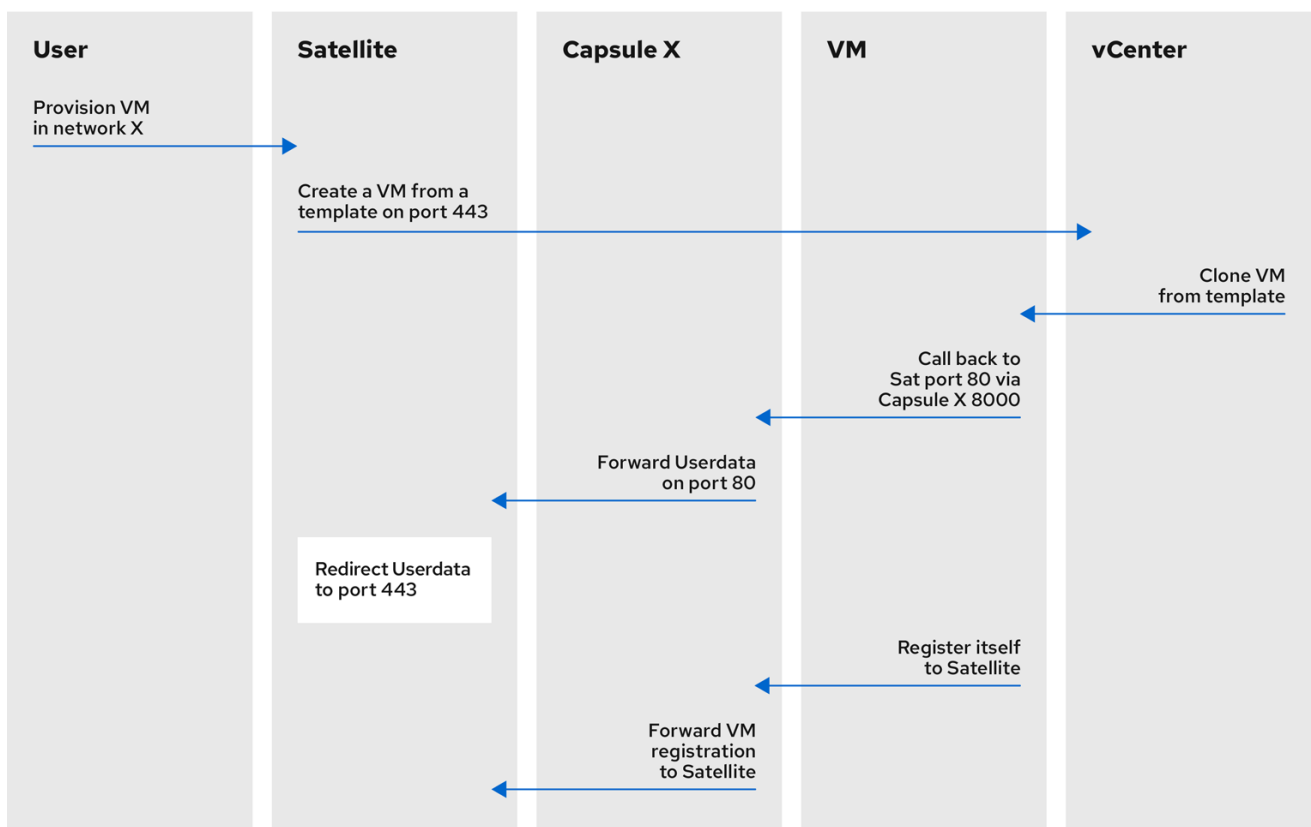 User
Satellite
Capsule X
VM
vCenter
Provision VM
in network X
Create a VM from a
template on port 443
Clone VM
from template
Call back to
Sat port 80 via
Capsule X 8000
Forward Userdata
on port 80
Redirect Userdata
to port 443
Register itself
to Satellite
Forward VM
registration
to Satellite